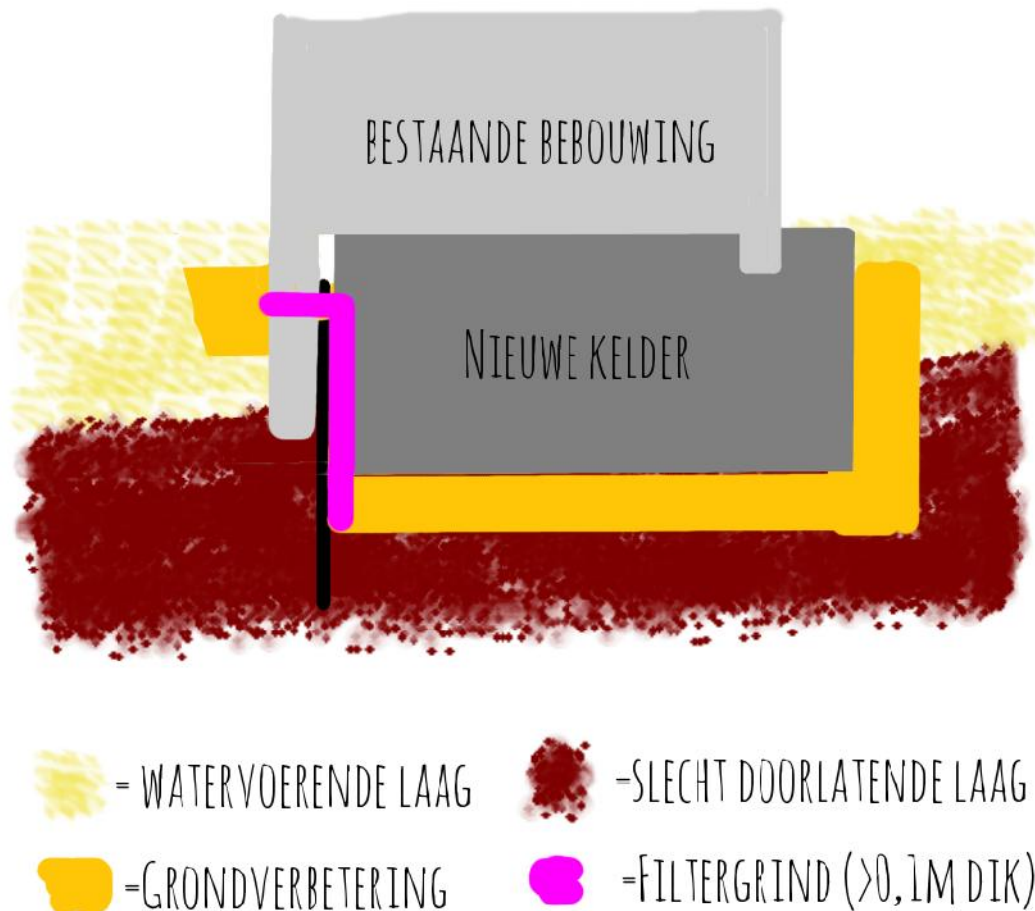 BESTAANDE BEBOUWING
NIEUWE KELDER
= WATERVOERENDE LAAG
=SLECHT DOORLATENDE LAAG
=GRONDVERBETERING
=FILTERGRIND (>0,1M DIK)